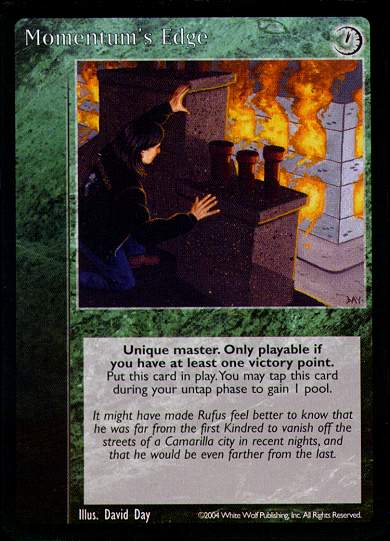 Momentum's Edge
DAY
Unique master. Only playable if
you have at least one victory point.
Put this card in play. You may tap this card
during your untap phase to gain 1 pool.
It might have made Rufus feel better to know that
he was far from the first Kindred to vanish off the
streets of a Camarilla city in recent nights, and
that he would be even farther from the last.
Illus. David Day
©2004 White Wolf Publishing, Inc. All Rights Reserved.